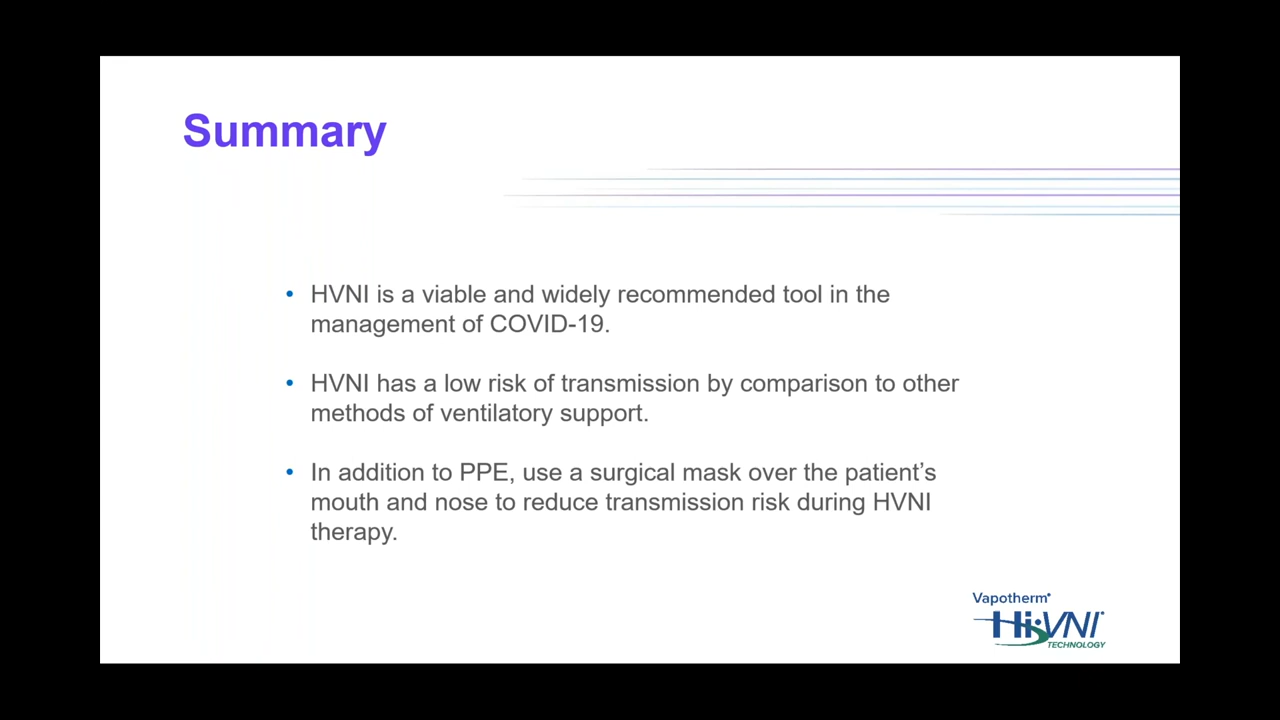 Summary
• HVNI is a viable and widely recommended tool in the
management of COVID-19.
• HVNI has a low risk of transmission by comparison to other
methods of ventilatory support.
• In addition to PPE, use a surgical mask over the patient’s
mouth and nose to reduce transmission risk during HVNI
therapy.
Vapotherm®
Hi-VNI®
TECHNOLOGY